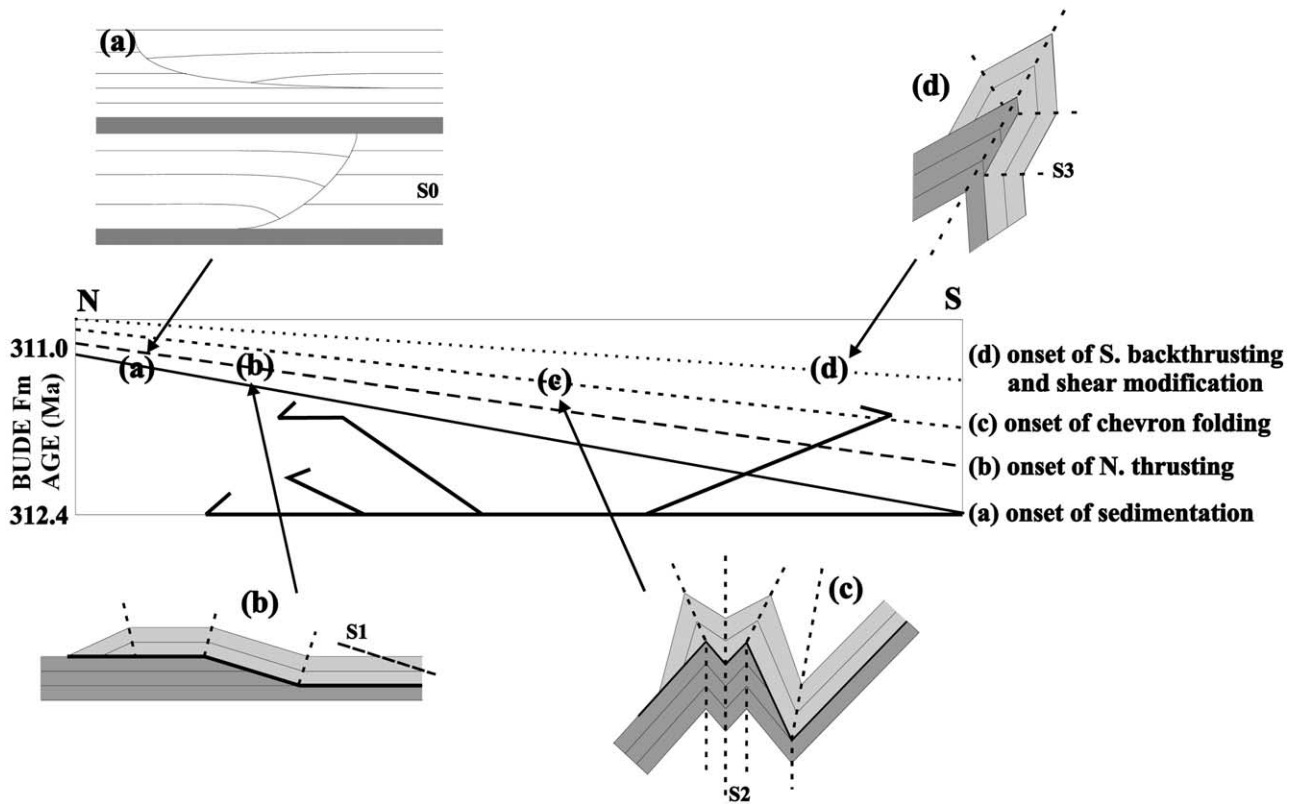 (a)
S0
(d)
S3
N
S
311.0
BUDE Fm
AGE (Ma)
312.4
(a)
(b)
(c)
(d)
(d) onset of S. backthrusting
and shear modification
(c) onset of chevron folding
(b) onset of N. thrusting
(a) onset of sedimentation
(b)
S1
(c)
S2